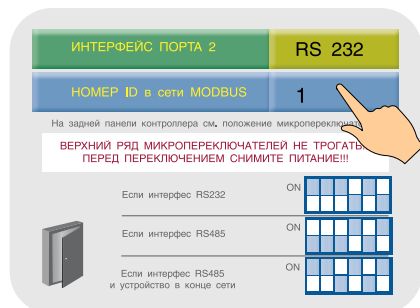 ИНТЕРФЕЙС ПОРТА 2 RS 232
НОМЕР ID в сети MODBUS 1
На задней панели контроллера см. положение
ВЕРХНИЙ РЯД МИКРОПЕРЕКЛЮЧАТЕЛЕЙ НЕ ТРОГАТЬ
ПЕРЕД ПЕРЕКЛЮЧЕНИЕМ СНИМИТЕ ПИТАНИЕ!!!
Если интерфес RS232 ON
Если интерфес RS485 ON
Если интерфес RS485 ON
и устройство в конце сети